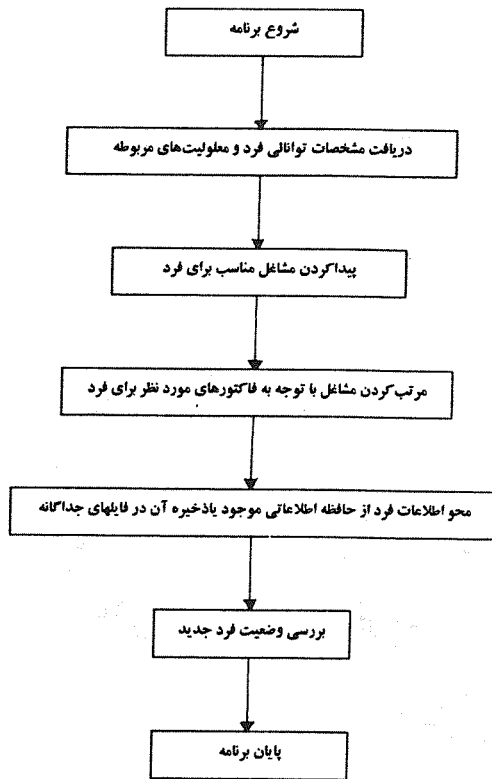 شروع برنامه
دریافت مشخصات توانائی فرد و معلولیت‌های مربوطه
پیداکردن مشاغل مناسب برای فرد
مرتب‌کردن مشاغل با توجه به فاکتورهای مورد نظر برای فرد
محو اطلاعات فرد از حافظه اطلاعاتی موجود یاذخیره آن در فایلهای جداگانه
بررسی وضعیت فرد جدید
پایان برنامه